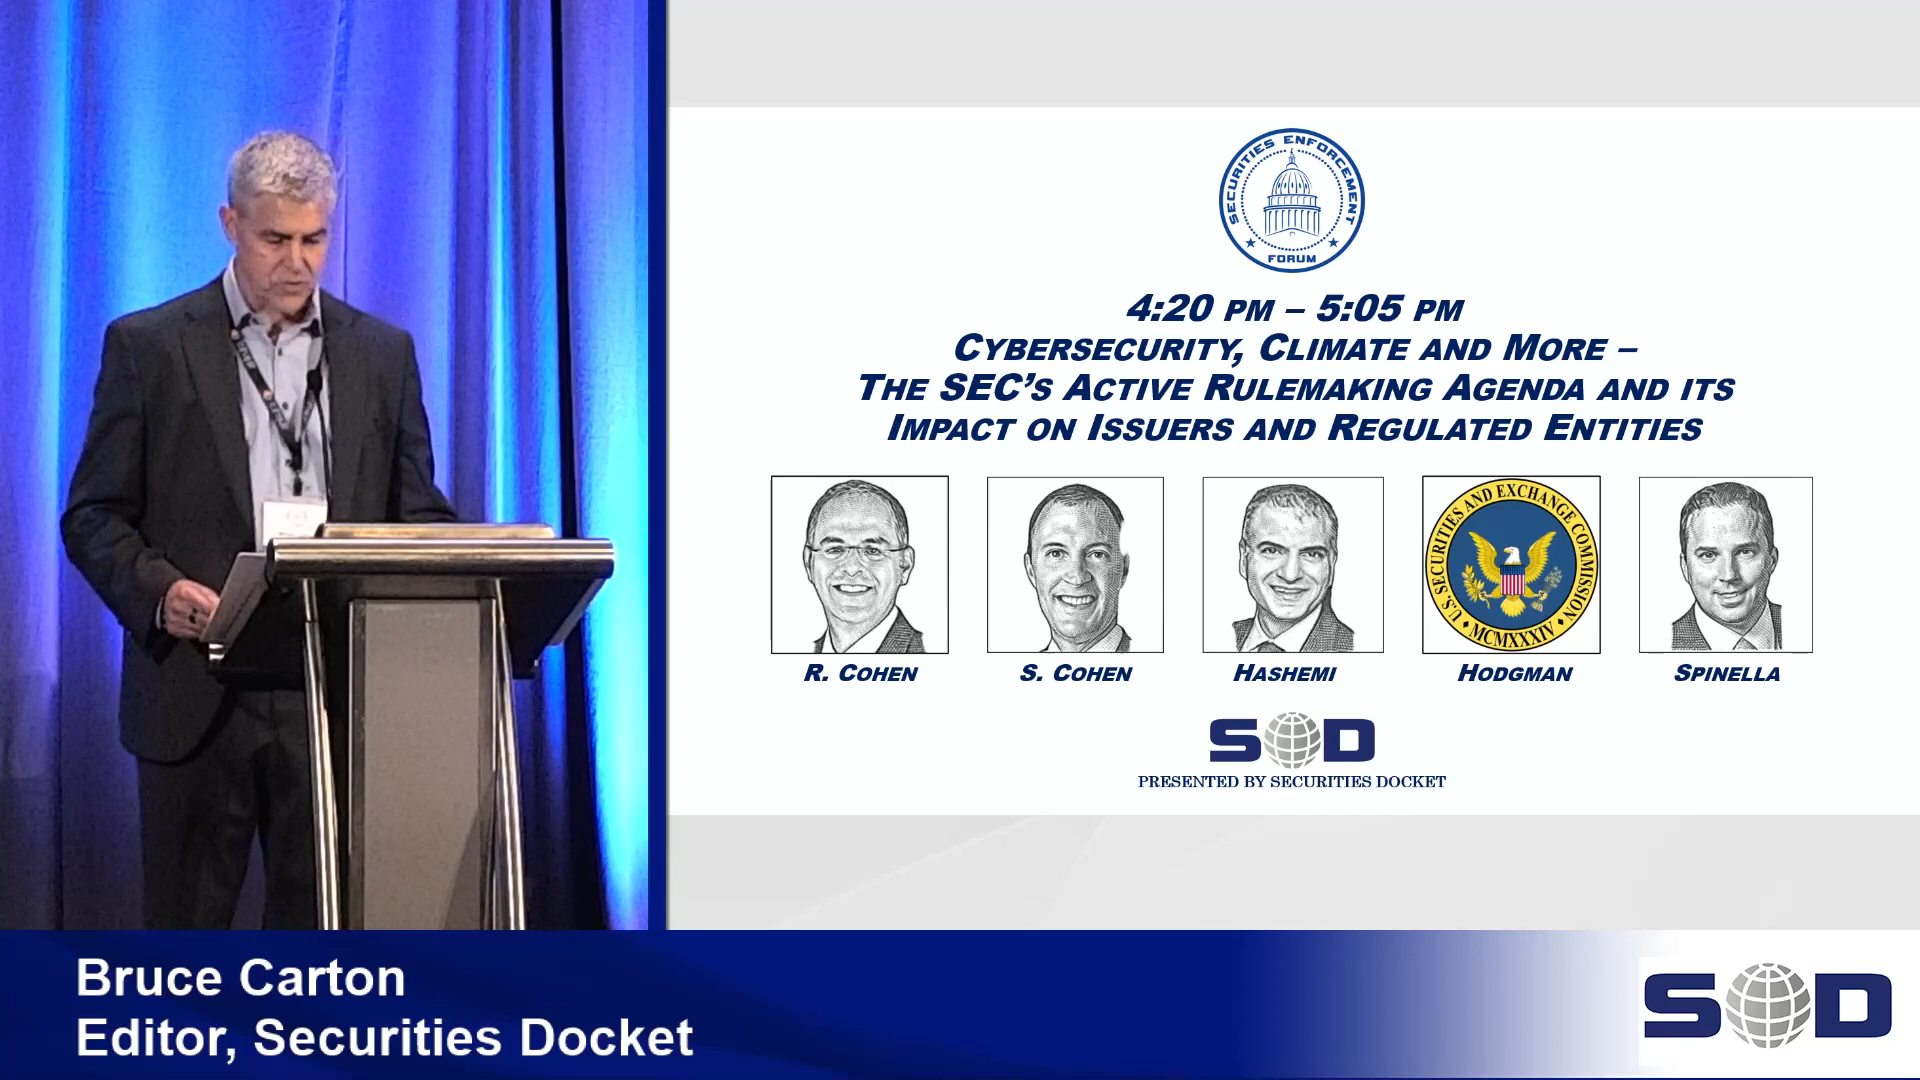 SECURITIES ENFORCEMENT
FORUM
4:20 PM – 5:05 PM
CYBERSECURITY, CLIMATE AND MORE –
THE SEC'S ACTIVE RULEMAKING AGENDA AND ITS
IMPACT ON ISSUERS AND REGULATED ENTITIES
U.S. SECURITIES AND EXCHANGE COMMISSION
MCMXXXIV
R. COHEN
S. COHEN
HASHEMI
HODGMAN
SPINELLA
SD
PRESENTED BY SECURITIES DOCKET
Bruce Carton
Editor, Securities Docket
SD